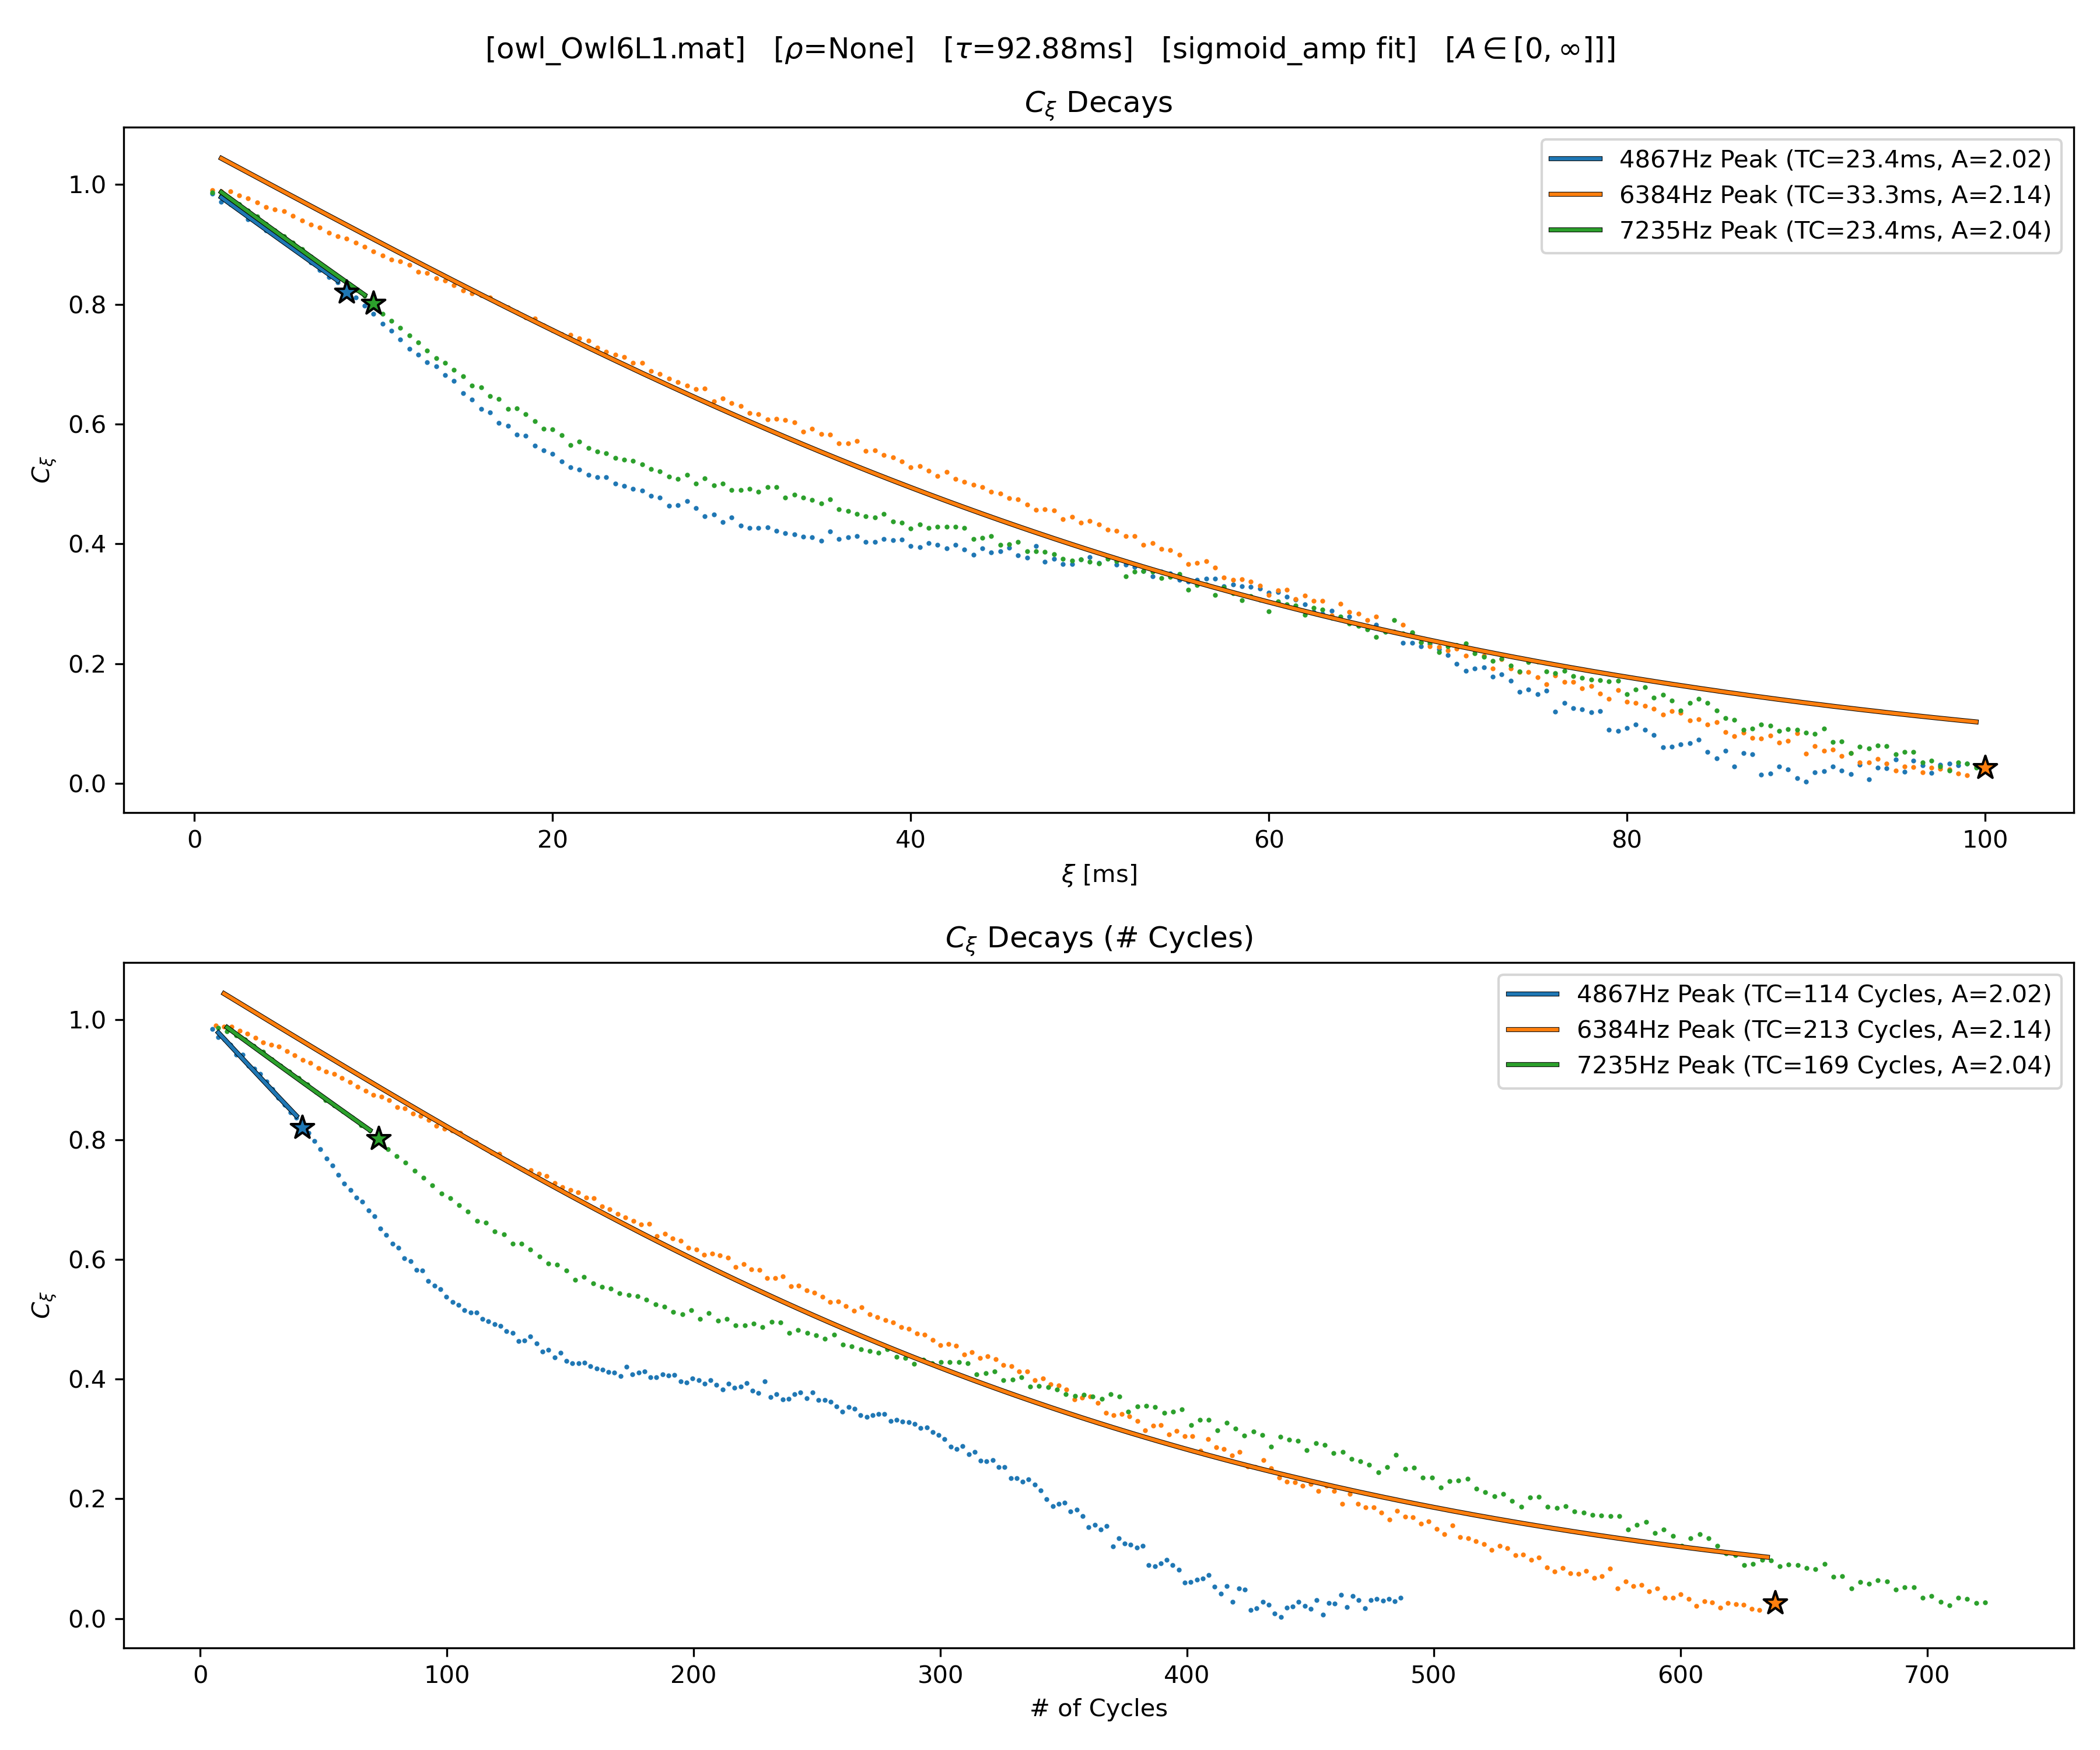 [owl_Owl6L1.mat] [ρ=None] [τ=92.88ms] [sigmoid_amp fit] [A ∈ [0, ∞]]]
C_ξ Decays
4867Hz Peak (TC=23.4ms, A=2.02)
6384Hz Peak (TC=33.3ms, A=2.14)
7235Hz Peak (TC=23.4ms, A=2.04)
1.0
0.8
0.6
0.4
0.2
0.0
C_ξ
0 20 40 60 80 100
ξ [ms]
C_ξ Decays (# Cycles)
4867Hz Peak (TC=114 Cycles, A=2.02)
6384Hz Peak (TC=213 Cycles, A=2.14)
7235Hz Peak (TC=169 Cycles, A=2.04)
1.0
0.8
0.6
0.4
0.2
0.0
C_ξ
0 100 200 300 400 500 600 700
# of Cycles